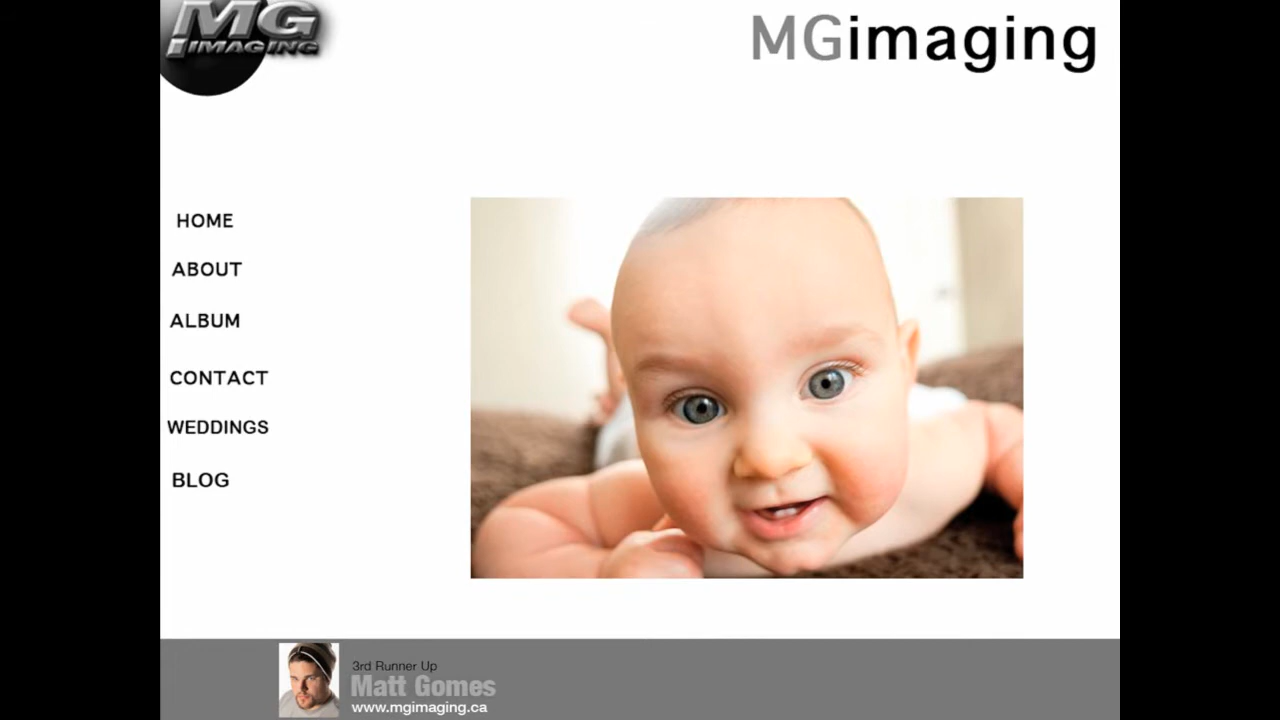 MG
IMAGING
MGimaging
HOME
ABOUT
ALBUM
CONTACT
WEDDINGS
BLOG
3rd Runner Up
Matt Gomes
www.mgimaging.ca